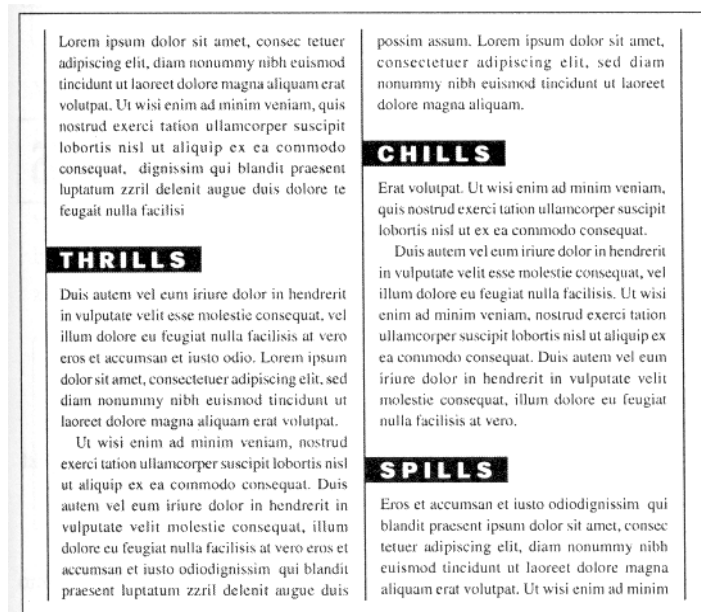 Lorem ipsum dolor sit amet, consec tetuer
adipiscing elit, diam nonummy nibh euismod
tincidunt ut laoreet dolore magna aliquam erat
volutpat. Ut wisi enim ad minim veniam, quis
nostrud exerci tation ullamcorper suscipit
lobortis nisl ut aliquip ex ea commodo
consequat, dignissim qui blandit praesent
luptatum zzril delenit augue duis dolore te
feugait nulla facilisi
THRILLS
Duis autem vel eum iriure dolor in hendrerit
in vulputate velit esse molestie consequat, vel
illum dolore eu feugiat nulla facilisis at vero
eros et accumsan et iusto odio. Lorem ipsum
dolor sit amet, consectetuer adipiscing elit, sed
diam nonummy nibh euismod tincidunt ut
laoreet dolore magna aliquam erat volutpat.
Ut wisi enim ad minim veniam, nostrud
exerci tation ullamcorper suscipit lobortis nisl
ut aliquip ex ea commodo consequat. Duis
autem vel eum iriure dolor in hendrerit in
vulputate velit molestie consequat, illum
dolore eu feugiat nulla facilisis at vero eros et
accumsan et iusto odiodignissim qui blandit
praesent luptatum zzril delenit augue duis
possim assum. Lorem ipsum dolor sit amet,
consectetuer adipiscing elit, sed diam
nonummy nibh euismod tincidunt ut laoreet
dolore magna aliquam.
CHILLS
Erat volutpat. Ut wisi enim ad minim veniam,
quis nostrud exerci tation ullamcorper suscipit
lobortis nisl ut ex ea commodo consequat.
Duis autem vel eum iriure dolor in hendrerit
in vulputate velit esse molestie consequat, vel
illum dolore eu feugiat nulla facilisis. Ut wisi
enim ad minim veniam, nostrud exerci tation
ullamcorper suscipit lobortis nisl ut aliquip ex
ea commodo consequat. Duis autem vel eum
iriure dolor in hendrerit in vulputate velit
molestie consequat, illum dolore eu feugiat
nulla facilisis at vero.
SPILLS
Eros et accumsan et iusto odiodignissim qui
blandit praesent ipsum dolor sit amet, consec
tetuer adipiscing elit, diam nonummy nibh
euismod tincidunt ut laoreet dolore magna
aliquam erat volutpat. Ut wisi enim ad minim